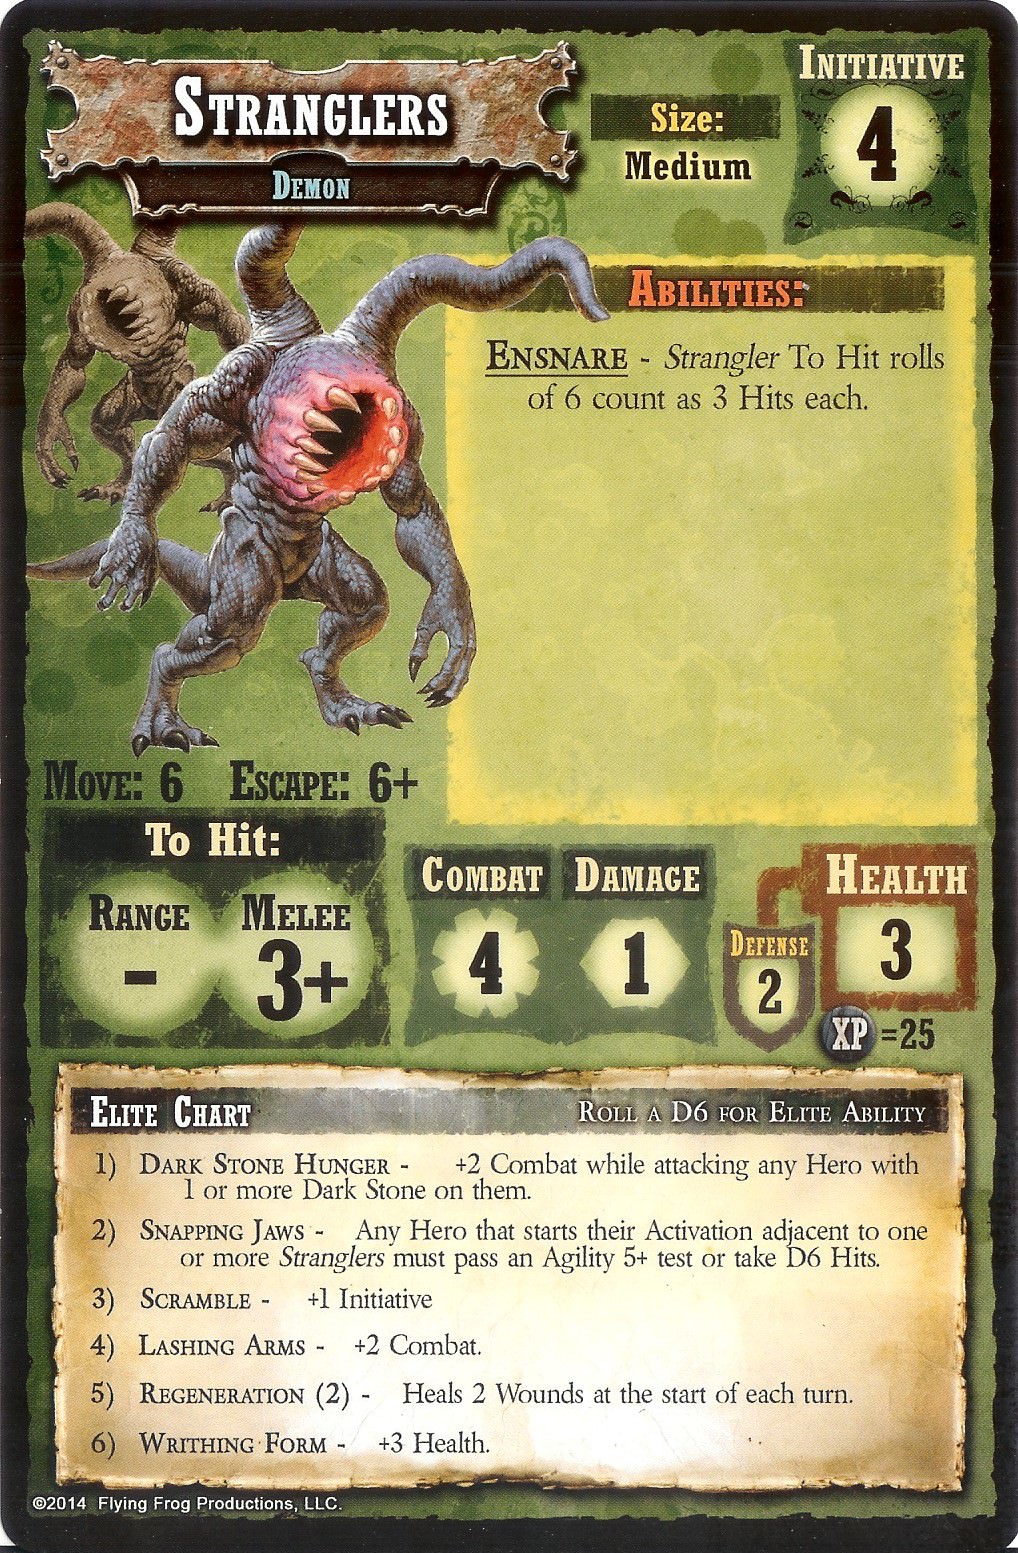 STRANGLERS
DEMON
Size:
Medium
INITIATIVE
4
ABILITIES:
ENSNARE - Strangler To Hit rolls
of 6 count as 3 Hits each.
MOVE: 6 ESCAPE: 6+
To Hit:
RANGE MELEE
- 3+
COMBAT DAMAGE
4 1
DEFENSE
2
HEALTH
3
XP =25
ELITE CHART ROLL A D6 FOR ELITE ABILITY
1) DARK STONE HUNGER - +2 Combat while attacking any Hero with
1 or more Dark Stone on them.
2) SNAPPING JAWS - Any Hero that starts their Activation adjacent to one
or more Stranglers must pass an Agility 5+ test or take D6 Hits.
3) SCRAMBLE - +1 Initiative
4) LASHING ARMS - +2 Combat.
5) REGENERATION (2) - Heals 2 Wounds at the start of each turn.
6) WRITHING FORM - +3 Health.
©2014 Flying Frog Productions, LLC.